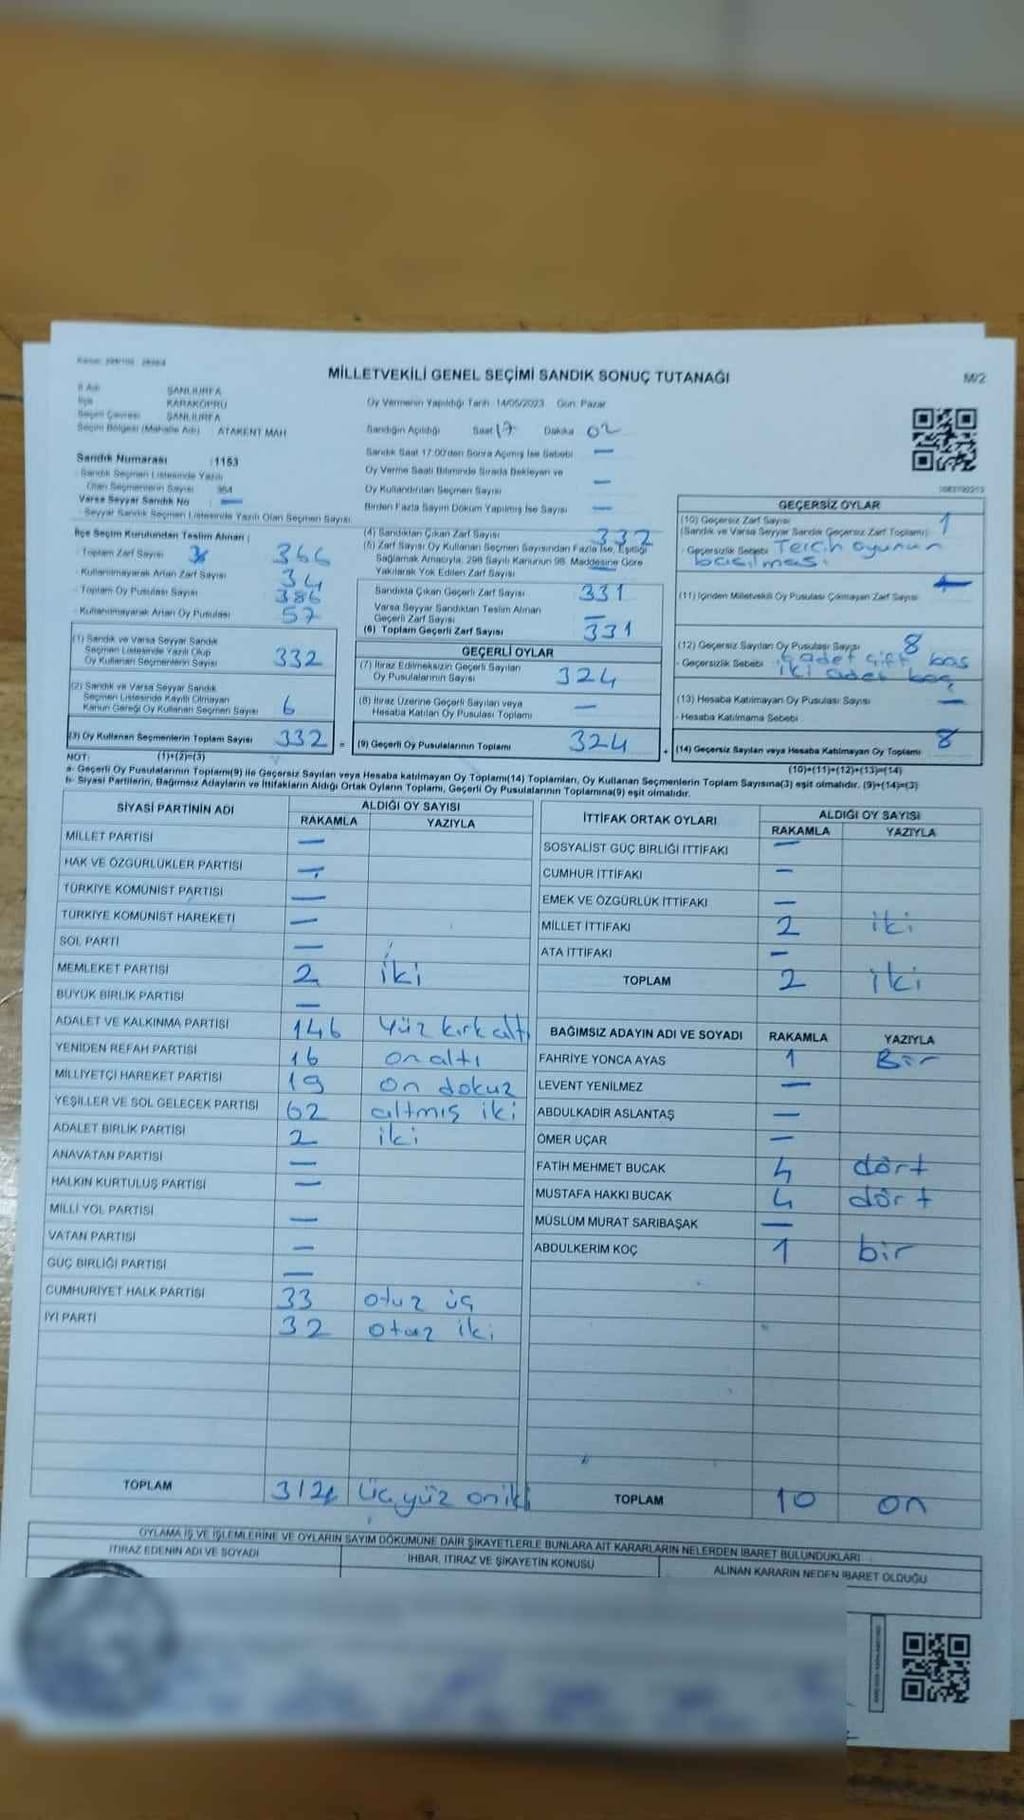 MİLLETVEKİLİ GENEL SEÇİMİ SANDIK SONUÇ TUTANAĞI
M/2
İl Adı ŞANLIURFA
İlçe KARAKÖPRÜ
Seçim Çevresi ŞANLIURFA
Seçim Bölgesi (Mahalle Adı) ATAKENT MAH
Oy Vermenin Yapıldığı Tarih: 14/05/2023 Gün: Pazar
Sandığın Açıldığı Saat 17 Dakika 02
Sandık Saat 17:00'den Sonra Açılmış İse Sebebi —
Oy Verme Saati Bitiminde Sırada Bekleyen ve
Oy Kullandırılan Seçmen Sayısı —
Birden Fazla Sayım Döküm Yapılmış İse Sayısı —
Sandık Numarası :1153
Sandık Seçmen Listesinde Yazılı
Olan Seçmenlerin Sayısı
Varsa Seyyar Sandık No —
Seyyar Sandık Seçmen Listesinde Yazılı Olan Seçmen Sayısı
İlçe Seçim Kurulundan Teslim Alınan :
Toplam Zarf Sayısı 366
Kullanılmayarak Artan Zarf Sayısı 34
Toplam Oy Pusulası Sayısı 386
Kullanılmayarak Artan Oy Pusulası 57
(1) Sandık ve Varsa Seyyar Sandık
Seçmen Listesinde Yazılı Olup
Oy Kullanan Seçmenlerin Sayısı 332
(2) Sandık ve Varsa Seyyar Sandık
Seçmen Listesinde Kayıtlı Olmayan
Kanun Gereği Oy Kullanan Seçmen Sayısı 6
(3) Oy Kullanan Seçmenlerin Toplam Sayısı 332 =
(4) Sandıktan Çıkan Zarf Sayısı 332
(5) Zarf Sayısı Oy Kullanan Seçmen Sayısından Fazla İse, Eşitliği
Sağlamak Amacıyla, 298 Sayılı Kanunun 98. Maddesine Göre
Yakılarak Yok Edilen Zarf Sayısı —
Sandıkta Çıkan Geçerli Zarf Sayısı 331
Varsa Seyyar Sandıktan Teslim Alınan
Geçerli Zarf Sayısı —
(6) Toplam Geçerli Zarf Sayısı 331
GEÇERLİ OYLAR
(7) İtiraz Edilmeksizin Geçerli Sayılan
Oy Pusulalarının Sayısı 324
(8) İtiraz Üzerine Geçerli Sayılan veya
Hesaba Katılan Oy Pusulası Toplamı —
(9) Geçerli Oy Pusulalarının Toplamı 324 +
GEÇERSİZ OYLAR
(10) Geçersiz Zarf Sayısı 1
(Sandık ve Varsa Seyyar Sandık Geçersiz Zarf Toplamı)
- Geçersizlik Sebebi Tercih oyunun
basılması.
(11) İçinden Milletvekili Oy Pusulası Çıkmayan Zarf Sayısı
(12) Geçersiz Sayılan Oy Pusulası Sayısı 8
- Geçersizlik Sebebi adet çift bas
iki adet boş
(13) Hesaba Katılmayan Oy Pusulası Sayısı —
- Hesaba Katılmama Sebebi
(14) Geçersiz Sayılan veya Hesaba Katılmayan Oy Toplamı 8
NOT: (1)+(2)=(3)
(10)+(11)+(12)+(13)=(14)
a- Geçerli Oy Pusulalarının Toplamı(9) ile Geçersiz Sayılan veya Hesaba katılmayan Oy Toplamı(14) Toplamları, Oy Kullanan Seçmenlerin Toplam Sayısına(3) eşit olmalıdır. (9)+(14)=(3)
b- Siyasi Partilerin, Bağımsız Adayların ve İttifakların Aldığı Ortak Oyların Toplamı, Geçerli Oy Pusulalarının Toplamına(9) eşit olmalıdır.
SİYASİ PARTİNİN ADI ALDIĞI OY SAYISI
RAKAMLA YAZIYLA
MİLLET PARTİSİ —
HAK VE ÖZGÜRLÜKLER PARTİSİ —
TÜRKİYE KOMÜNİST PARTİSİ —
TÜRKİYE KOMÜNİST HAREKETİ —
SOL PARTİ —
MEMLEKET PARTİSİ 2 iki
BÜYÜK BİRLİK PARTİSİ —
ADALET VE KALKINMA PARTİSİ 146 Yüz kırk altı
YENİDEN REFAH PARTİSİ 16 on altı
MİLLİYETÇİ HAREKET PARTİSİ 19 on dokuz
YEŞİLLER VE SOL GELECEK PARTİSİ 62 altmış iki
ADALET BİRLİK PARTİSİ 2 iki
ANAVATAN PARTİSİ —
HALKIN KURTULUŞ PARTİSİ —
MİLLİ YOL PARTİSİ —
VATAN PARTİSİ —
GÜÇ BİRLİĞİ PARTİSİ —
CUMHURİYET HALK PARTİSİ 33 otuz üç
İYİ PARTİ 32 otuz iki
TOPLAM 312 üç yüz oniki
İTTİFAK ORTAK OYLARI ALDIĞI OY SAYISI
RAKAMLA YAZIYLA
SOSYALİST GÜÇ BİRLİĞİ İTTİFAKI —
CUMHUR İTTİFAKI —
EMEK VE ÖZGÜRLÜK İTTİFAKI —
MİLLET İTTİFAKI 2 iki
ATA İTTİFAKI —
TOPLAM 2 iki
BAĞIMSIZ ADAYIN ADI VE SOYADI RAKAMLA YAZIYLA
FAHRİYE YONCA AYAS 1 Bir
LEVENT YENİLMEZ —
ABDULKADİR ASLANTAŞ —
ÖMER UÇAR —
FATİH MEHMET BUCAK 4 dört
MUSTAFA HAKKI BUCAK 4 dört
MÜSLÜM MURAT SARIBAŞAK —
ABDULKERİM KOÇ 1 bir
TOPLAM 10 on
OYLAMA İŞ VE İŞLEMLERİNE VE OYLARIN SAYIM DÖKÜMÜNE DAİR ŞİKAYETLERLE BUNLARA AİT KARARLARIN NELERDEN İBARET BULUNDUKLARI
İTİRAZ EDENİN ADI VE SOYADI
İHBAR, İTİRAZ VE ŞİKAYETİN KONUSU
ALINAN KARARIN NEDEN İBARET OLDUĞU